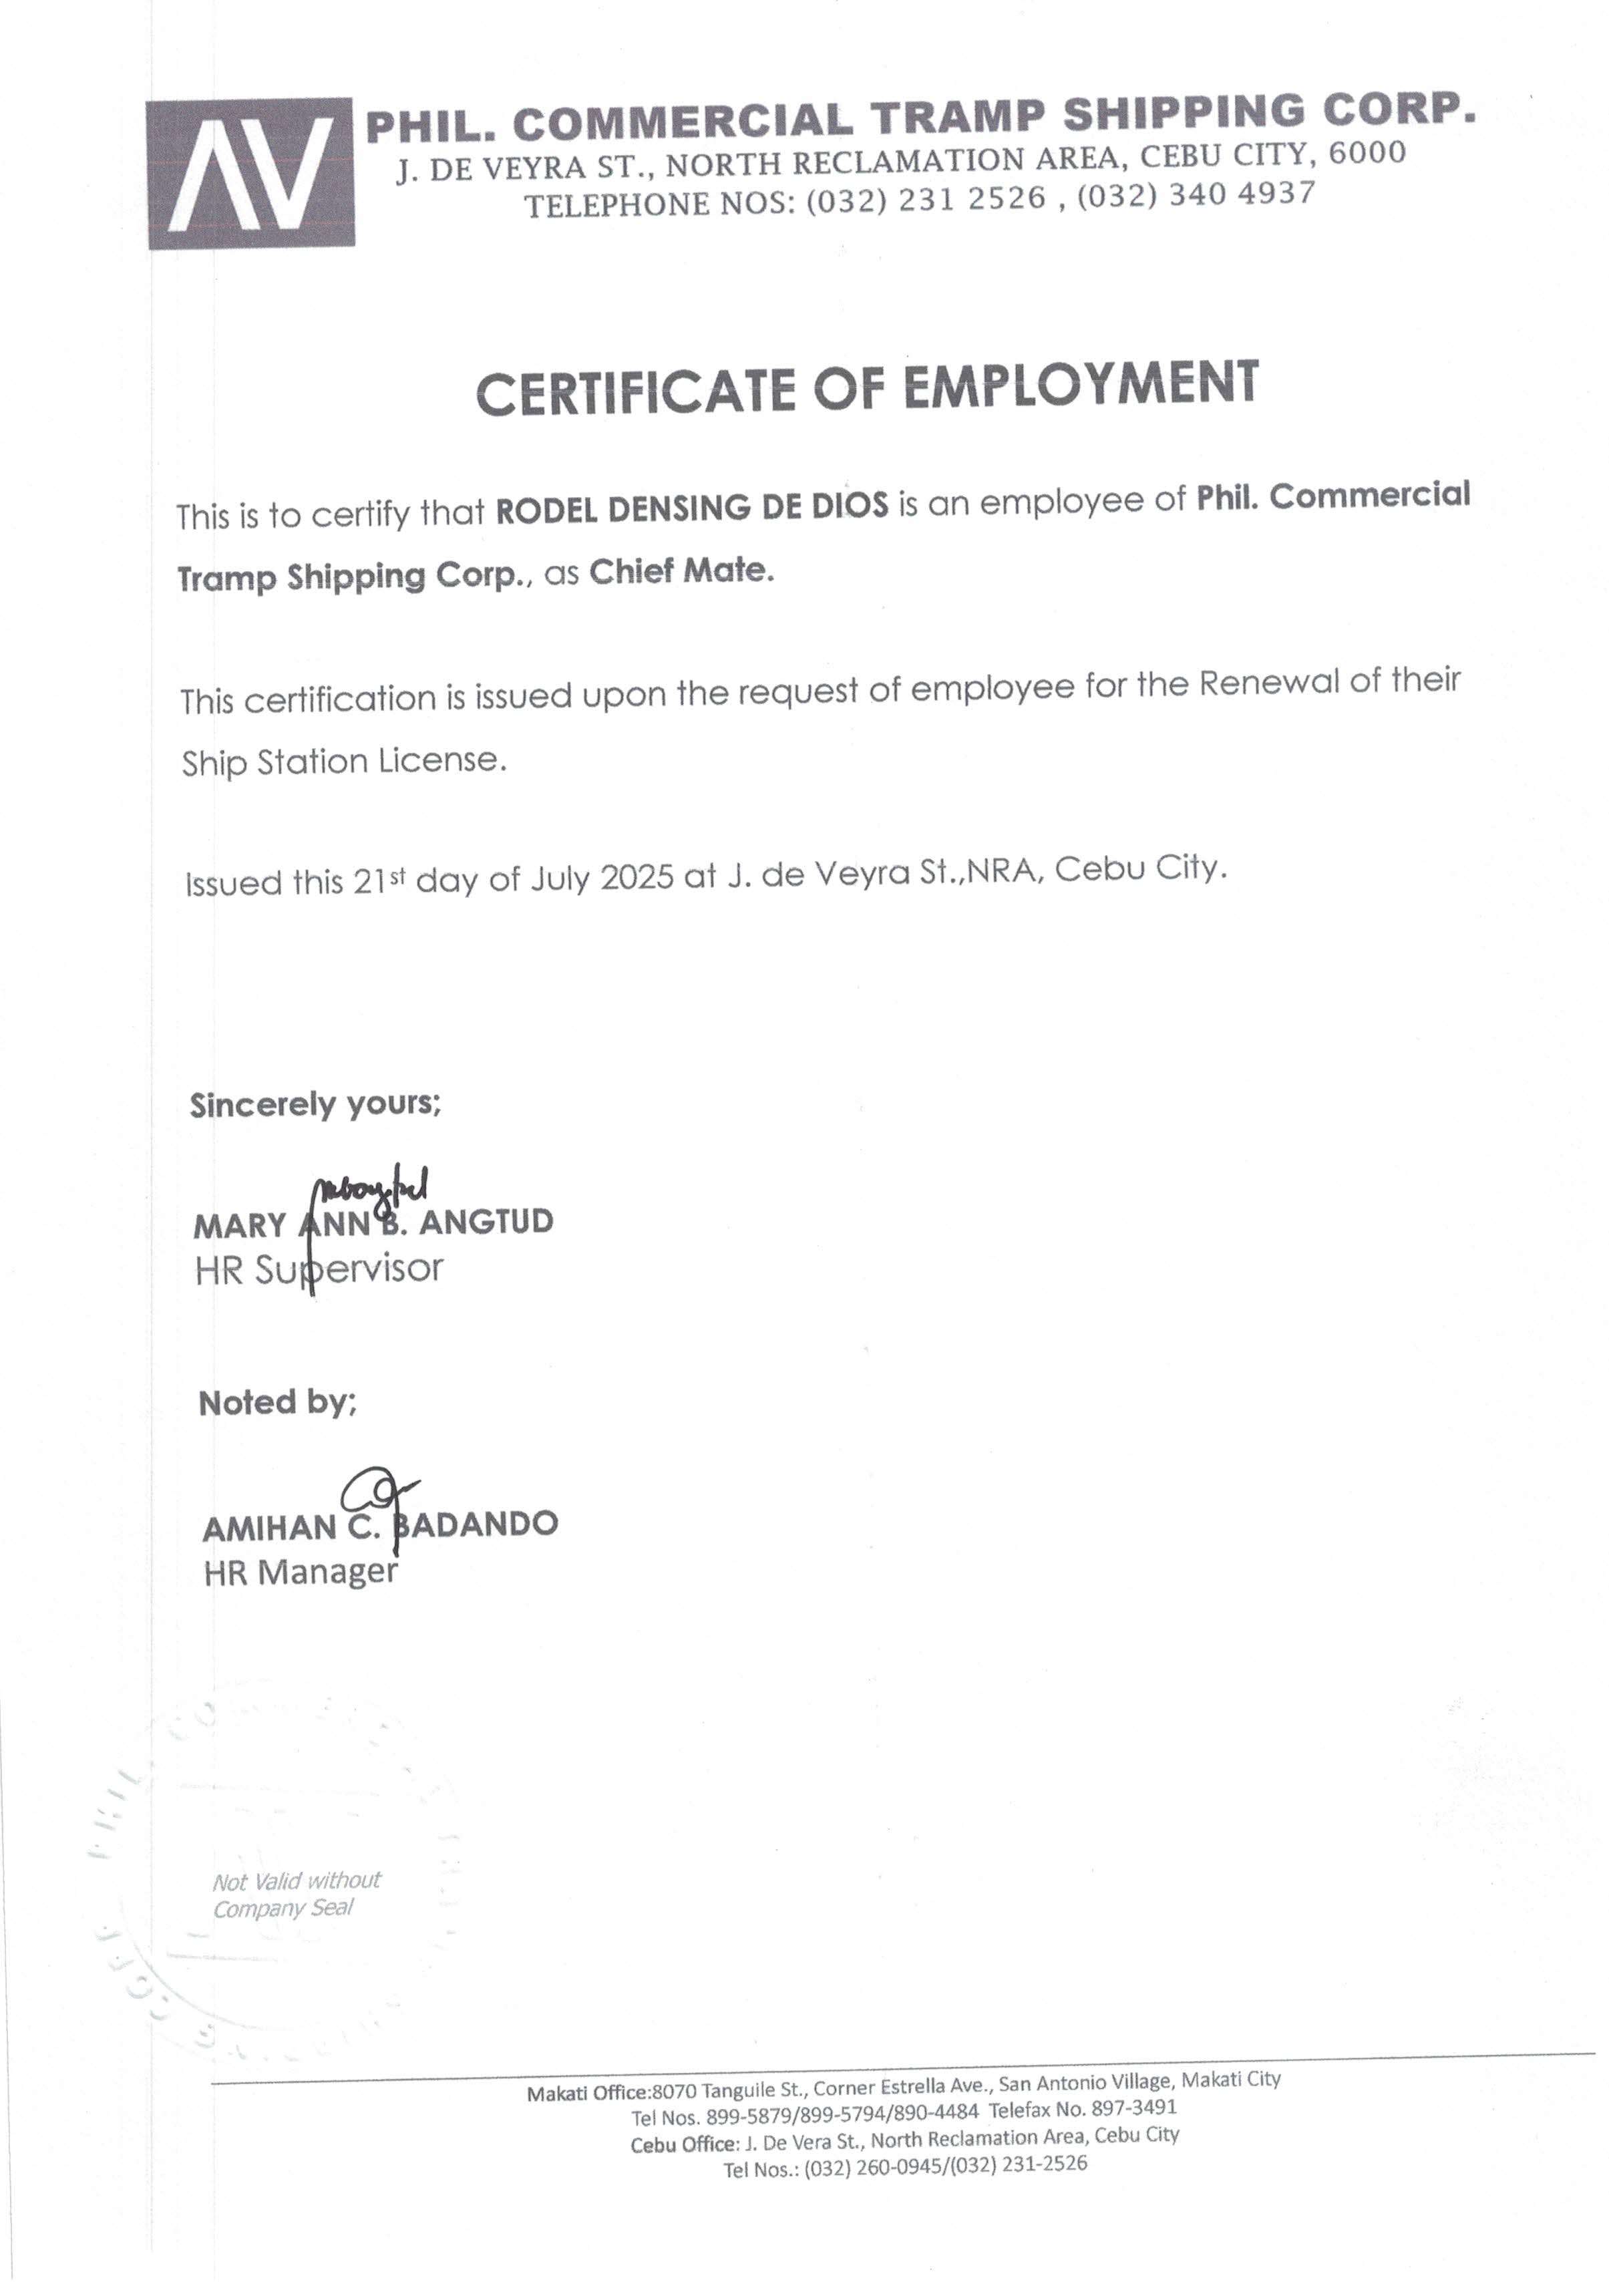 AV
PHIL. COMMERCIAL TRAMP SHIPPING CORP.
J. DE VEYRA ST., NORTH RECLAMATION AREA, CEBU CITY, 6000
TELEPHONE NOS: (032) 231 2526 , (032) 340 4937
CERTIFICATE OF EMPLOYMENT
This is to certify that RODEL DENSING DE DIOS is an employee of Phil. Commercial
Tramp Shipping Corp., as Chief Mate.
This certification is issued upon the request of employee for the Renewal of their
Ship Station License.
Issued this 21st day of July 2025 at J. de Veyra St.,NRA, Cebu City.
Sincerely yours;
MARY ANN B. ANGTUD
HR Supervisor
Noted by;
AMIHAN C. BADANDO
HR Manager
Not Valid without
Company Seal
Makati Office:8070 Tanguile St., Corner Estrella Ave., San Antonio Village, Makati City
Tel Nos. 899-5879/899-5794/890-4484 Telefax No. 897-3491
Cebu Office: J. De Vera St., North Reclamation Area, Cebu City
Tel Nos.: (032) 260-0945/(032) 231-2526